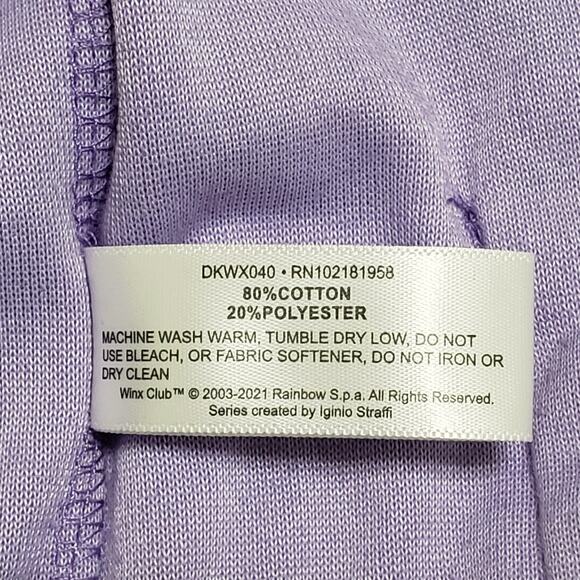 DKWX040 • RN102181958
80%COTTON
20%POLYESTER
MACHINE WASH WARM, TUMBLE DRY LOW, DO NOT
USE BLEACH, OR FABRIC SOFTENER, DO NOT IRON OR
DRY CLEAN
Winx Club™ © 2003-2021 Rainbow S.p.a. All Rights Reserved.
Series created by Iginio Straffi